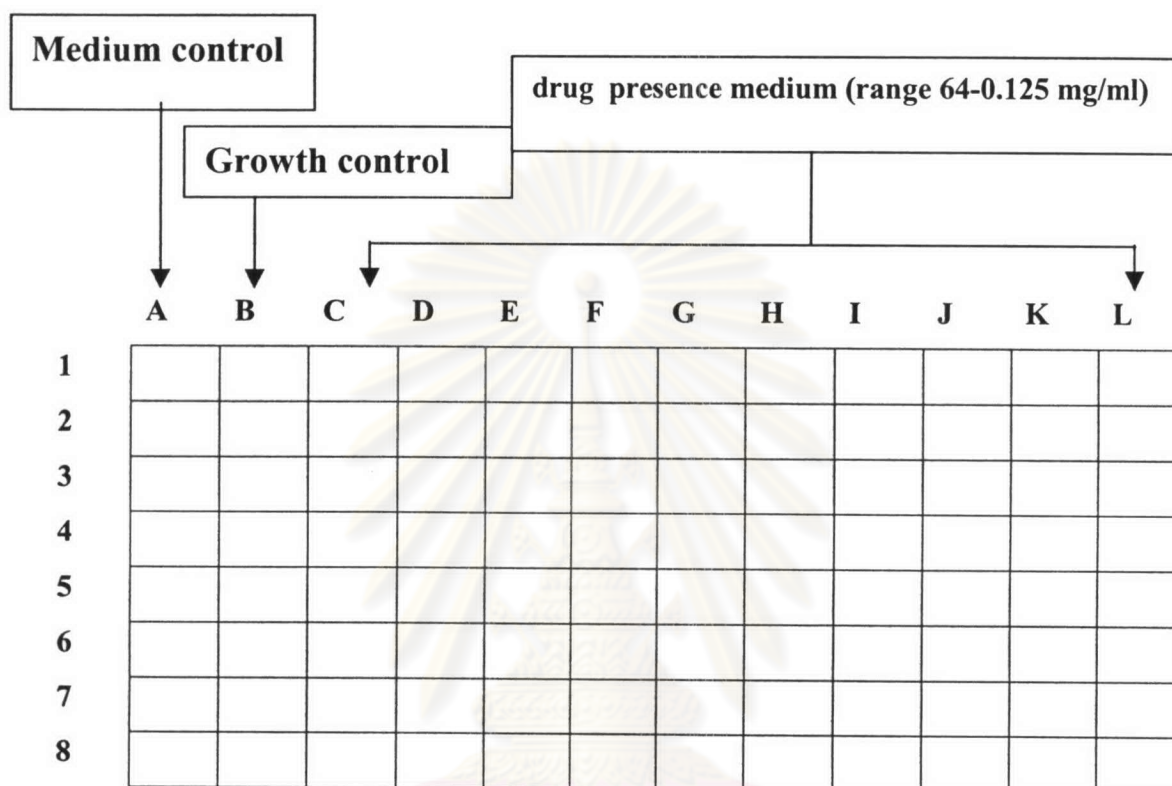 Medium control
drug presence medium (range 64-0.125 mg/ml)
Growth control
A B C D E F G H I J K L
1
2
3
4
5
6
7
8